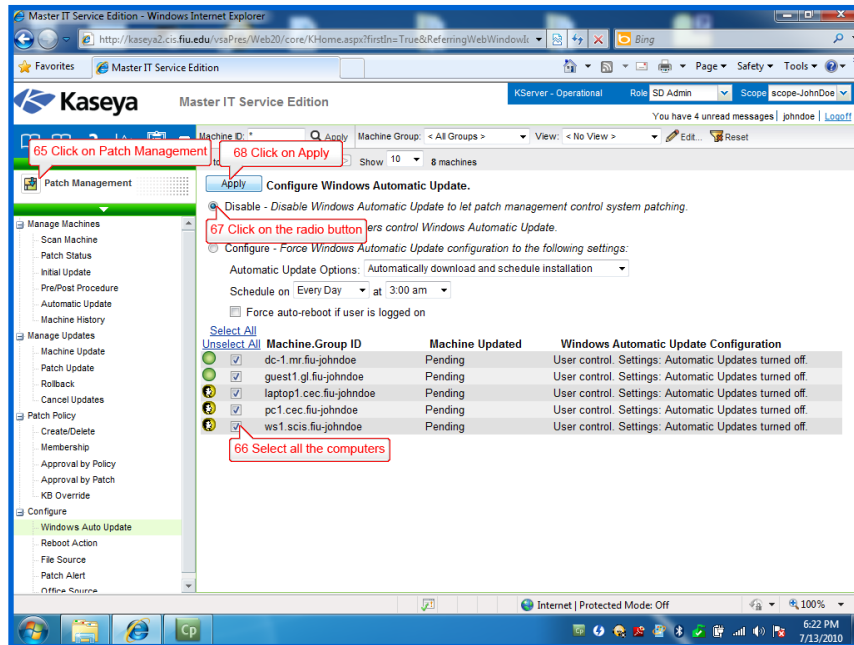 Master IT Service Edition - Windows Internet Explorer
http://kaseya2.cis.fiu.edu/vsaPres/Web20/core/KHome.aspx?firstIn=True&ReferringWebWindowId
Bing
Favorites
Master IT Service Edition
Page
Safety
Tools
Kaseya
Master IT Service Edition
KServer - Operational
Role
SD Admin
Scope
scope-JohnDoe
You have 4 unread messages
johndoe
Logoff
Machine ID: *
Apply
Machine Group:
< All Groups >
View:
< No View >
Edit...
Reset
65 Click on Patch Management
68 Click on Apply
Show
10
8 machines
Patch Management
Apply
Configure Windows Automatic Update.
Disable - Disable Windows Automatic Update to let patch management control system patching.
67 Click on the radio button
control Windows Automatic Update.
Configure - Force Windows Automatic Update configuration to the following settings:
Automatic Update Options:
Automatically download and schedule installation
Schedule on
Every Day
at
3:00 am
Force auto-reboot if user is logged on
Select All
Unselect All
Machine.Group ID
Machine Updated
Windows Automatic Update Configuration
dc-1.mr.fiu-johndoe
Pending
User control. Settings: Automatic Updates turned off.
guest1.gl.fiu-johndoe
Pending
User control. Settings: Automatic Updates turned off.
laptop1.cec.fiu-johndoe
Pending
User control. Settings: Automatic Updates turned off.
pc1.cec.fiu-johndoe
Pending
User control. Settings: Automatic Updates turned off.
ws1.scis.fiu-johndoe
Pending
User control. Settings: Automatic Updates turned off.
66 Select all the computers
Manage Machines
Scan Machine
Patch Status
Initial Update
Pre/Post Procedure
Automatic Update
Machine History
Manage Updates
Machine Update
Patch Update
Rollback
Cancel Updates
Patch Policy
Create/Delete
Membership
Approval by Policy
Approval by Patch
KB Override
Configure
Windows Auto Update
Reboot Action
File Source
Patch Alert
Office Source
Internet | Protected Mode: Off
100%
Cp
Cp
6:22 PM
7/13/2010